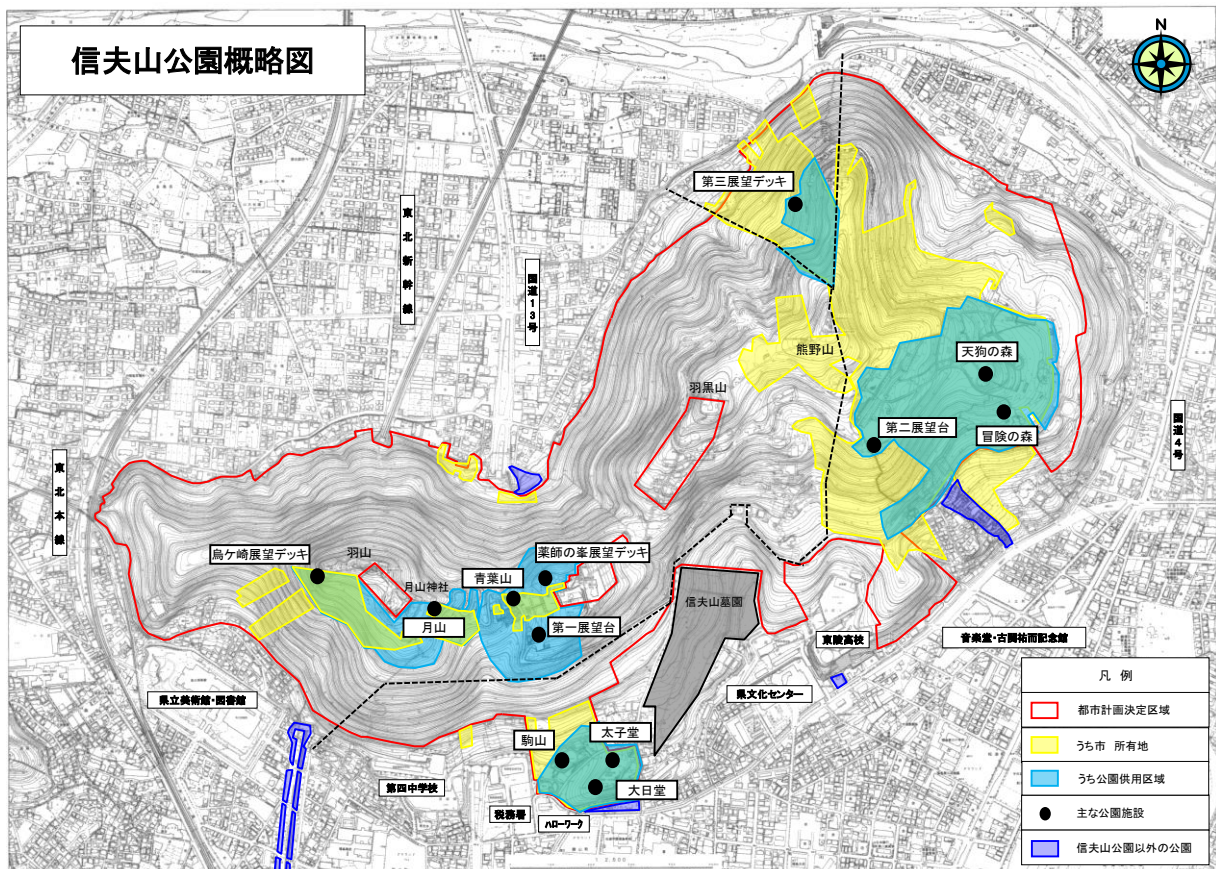 信夫山公園概略図
N
第三展望デッキ
東北新幹線
国道13号
熊野山
天狗の森
羽黒山
冒険の森
第二展望台
国道4号
東北本線
烏ケ崎展望デッキ
羽山
薬師の峯展望デッキ
青葉山
月山神社
信夫山墓園
月山
第一展望台
東陵高校
音楽堂・古関祐而記念館
県立美術館・図書館
県文化センター
駒山
太子堂
第四中学校
大日堂
税務署
ハローワーク
凡 例
都市計画決定区域
うち市 所有地
うち公園供用区域
主な公園施設
信夫山公園以外の公園